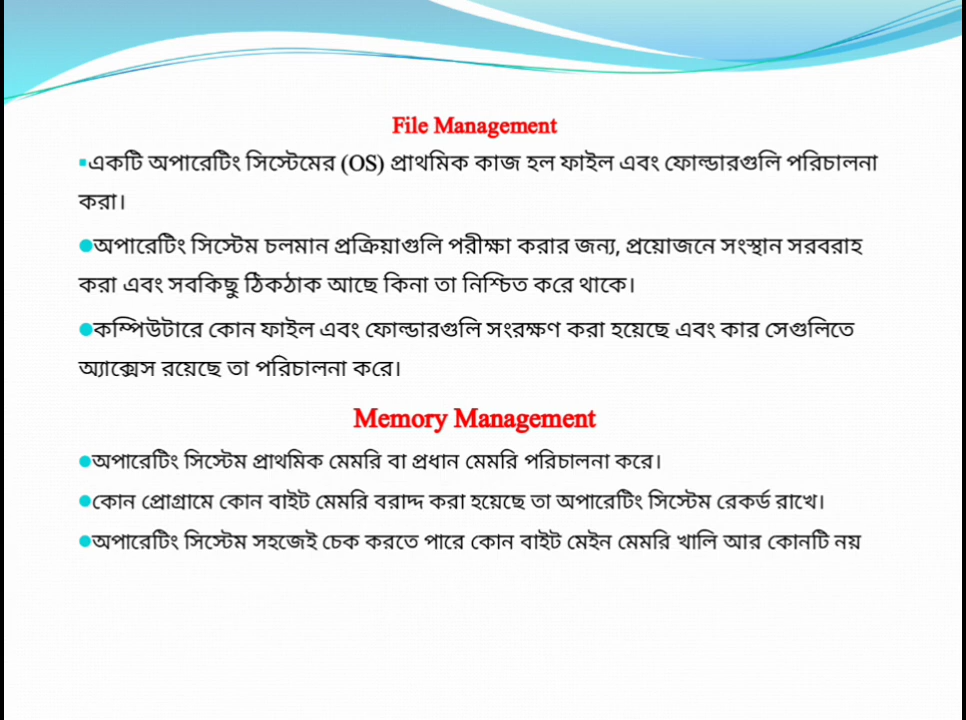 File Management
▪একটি অপারেটিং সিস্টেমের (OS) প্রাথমিক কাজ হল ফাইল এবং ফোল্ডারগুলি পরিচালনা
করা।
●অপারেটিং সিস্টেম চলমান প্রক্রিয়াগুলি পরীক্ষা করার জন্য, প্রয়োজনে সংস্থান সরবরাহ
করা এবং সবকিছু ঠিকঠাক আছে কিনা তা নিশ্চিত করে থাকে।
●কম্পিউটারে কোন ফাইল এবং ফোল্ডারগুলি সংরক্ষণ করা হয়েছে এবং কার সেগুলিতে
অ্যাক্সেস রয়েছে তা পরিচালনা করে।
Memory Management
●অপারেটিং সিস্টেম প্রাথমিক মেমরি বা প্রধান মেমরি পরিচালনা করে।
●কোন প্রোগ্রামে কোন বাইট মেমরি বরাদ্দ করা হয়েছে তা অপারেটিং সিস্টেম রেকর্ড রাখে।
●অপারেটিং সিস্টেম সহজেই চেক করতে পারে কোন বাইট মেইন মেমরি খালি আর কোনটি নয়